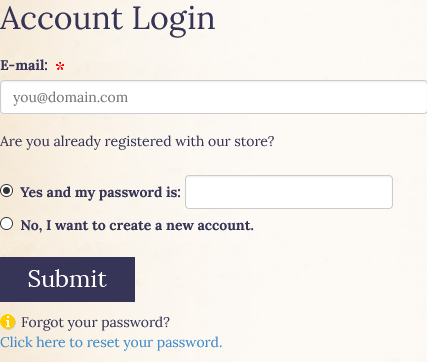 Account Login
E-mail: *
you@domain.com
Are you already registered with our store?
Yes and my password is:
No, I want to create a new account.
Submit
Forgot your password?
Click here to reset your password.